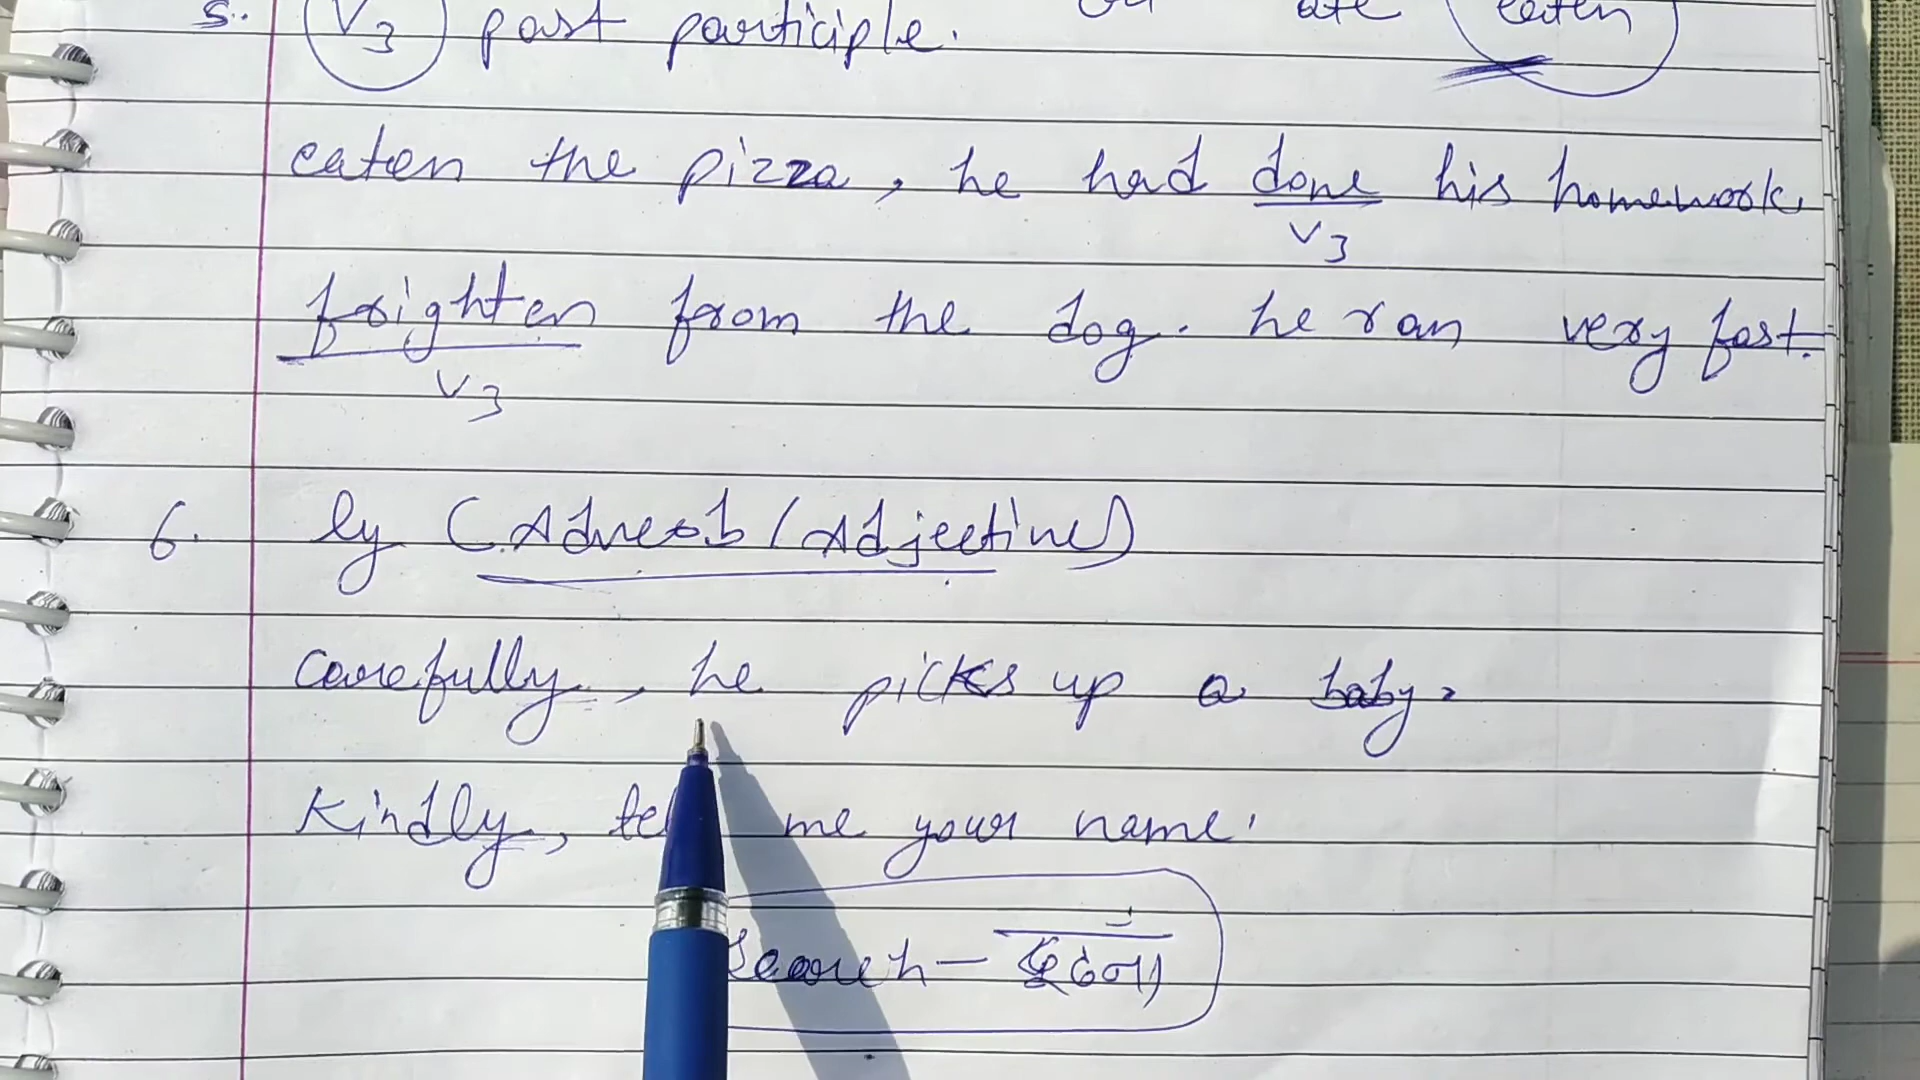 5. V3 past participle. ate eaten
eaten the pizza, he had done his homework.
V3
frighten from the dog. he ran very fast.
V3
6. ly (Adverb/Adjective)
carefully, he picks up a baby.
Kindly, me your name.
Search –